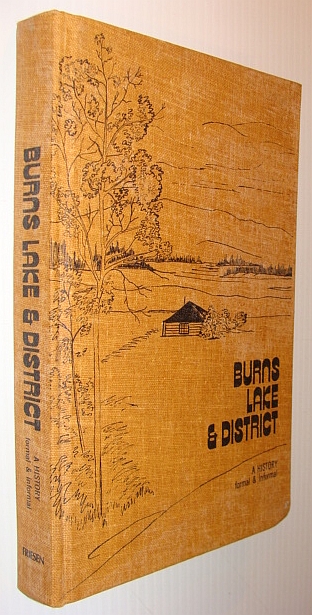 BURNS LAKE & DISTRICT
A HISTORY
formal & informal
FRIESEN
BURNS
LAKE
& DISTRICT
A HISTORY
formal & informal